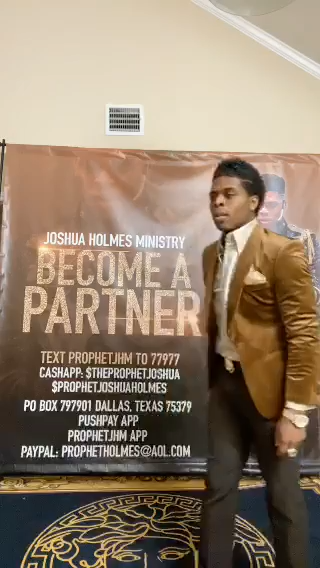 JOSHUA HOLMES MINISTRY
BECOME A
PARTNER
TEXT PROPHETJHM TO 77977
CASHAPP: $THEPROPHETJOSHUA
$PROPHETJOSHUAHOLMES
PO BOX 797901 DALLAS, TEXAS 75379
PUSHPAY APP
PROPHETJHM APP
PAYPAL: PROPHETHOLMES@AOL.COM